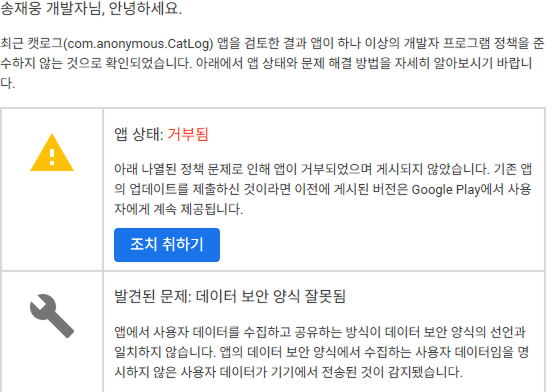 송재웅 개발자님, 안녕하세요.
최근 캣로그(com.anonymous.CatLog) 앱을 검토한 결과 앱이 하나 이상의 개발자 프로그램 정책을 준
수하지 않는 것으로 확인되었습니다. 아래에서 앱 상태와 문제 해결 방법을 자세히 알아보시기 바랍니
다.
앱 상태: 거부됨
아래 나열된 정책 문제로 인해 앱이 거부되었으며 게시되지 않았습니다. 기존 앱
의 업데이트를 제출하신 것이라면 이전에 게시된 버전은 Google Play에서 사용
자에게 계속 제공됩니다.
조치 취하기
발견된 문제: 데이터 보안 양식 잘못됨
앱에서 사용자 데이터를 수집하고 공유하는 방식이 데이터 보안 양식의 선언과
일치하지 않습니다. 앱의 데이터 보안 양식에서 수집하는 사용자 데이터임을 명
시하지 않은 사용자 데이터가 기기에서 전송된 것이 감지됐습니다.